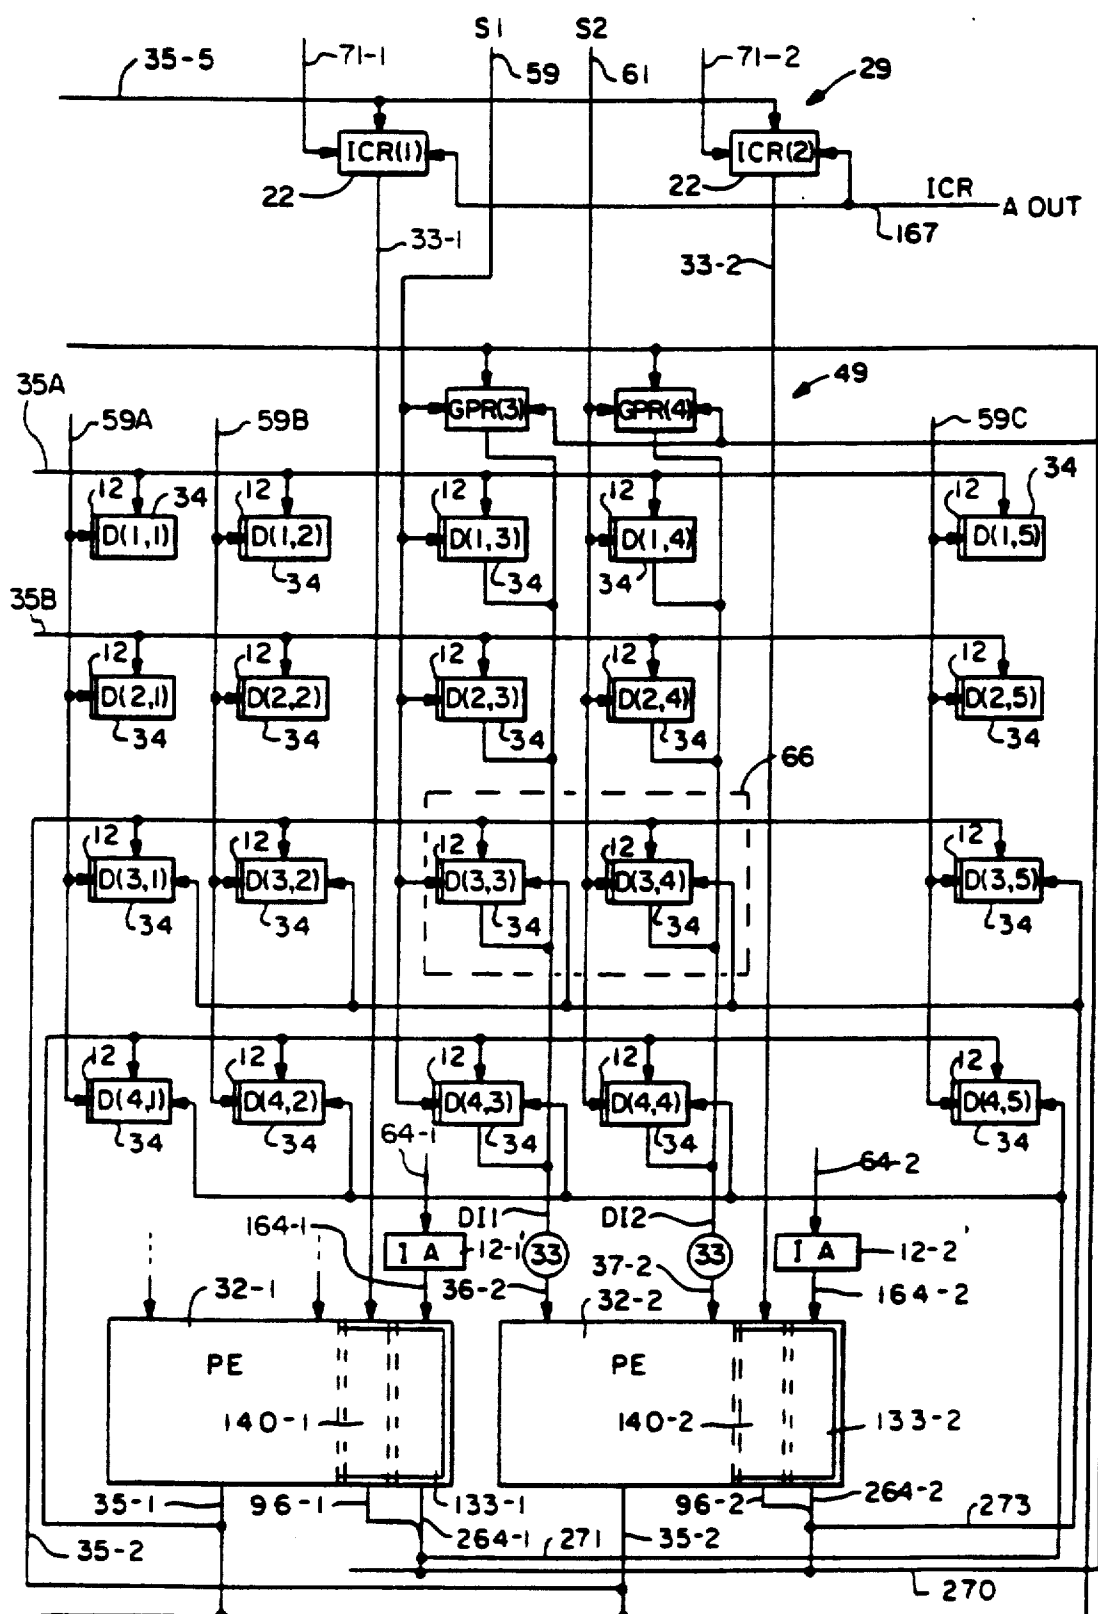 S1 S2
35-5 71-1 59 61 71-2 29
ICR(1) ICR(2)
22 22 ICR
A OUT
33-1 167
33-2
35A 49
GPR(3) GPR(4)
59A 59B 59C
12 34 12 12 12 12 34
D(1,1) D(1,2) D(1,3) D(1,4) D(1,5)
34 34 34
35B
12 12 12 12 12
D(2,1) D(2,2) D(2,3) D(2,4) D(2,5)
34 34 34 34 34
66
12 12 12 12 12
D(3,1) D(3,2) D(3,3) D(3,4) D(3,5)
34 34 34 34 34
12 12 12 12 12
D(4,1) D(4,2) D(4,3) D(4,4) D(4,5)
34 34 64-1 34 34 34
64-2
164-1 DI1 DI2
IA 12-1' 33 33 IA 12-2'
32-1 36-2 32-2 37-2 164-2
PE PE
140-1 140-2 133-2
35-1 96-1 133-1 96-2 264-2
35-2 264-1 271 35-2 273
270